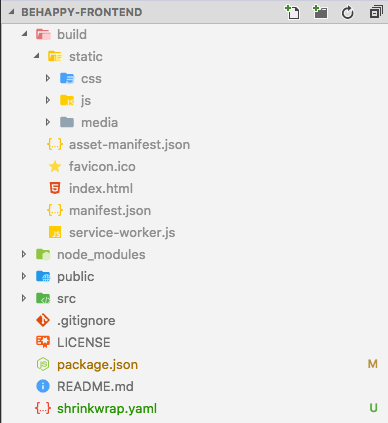 BEHAPPY-FRONTEND
build
static
css
js
media
asset-manifest.json
favicon.ico
index.html
manifest.json
service-worker.js
node_modules
public
src
.gitignore
LICENSE
package.json M
README.md
shrinkwrap.yaml U